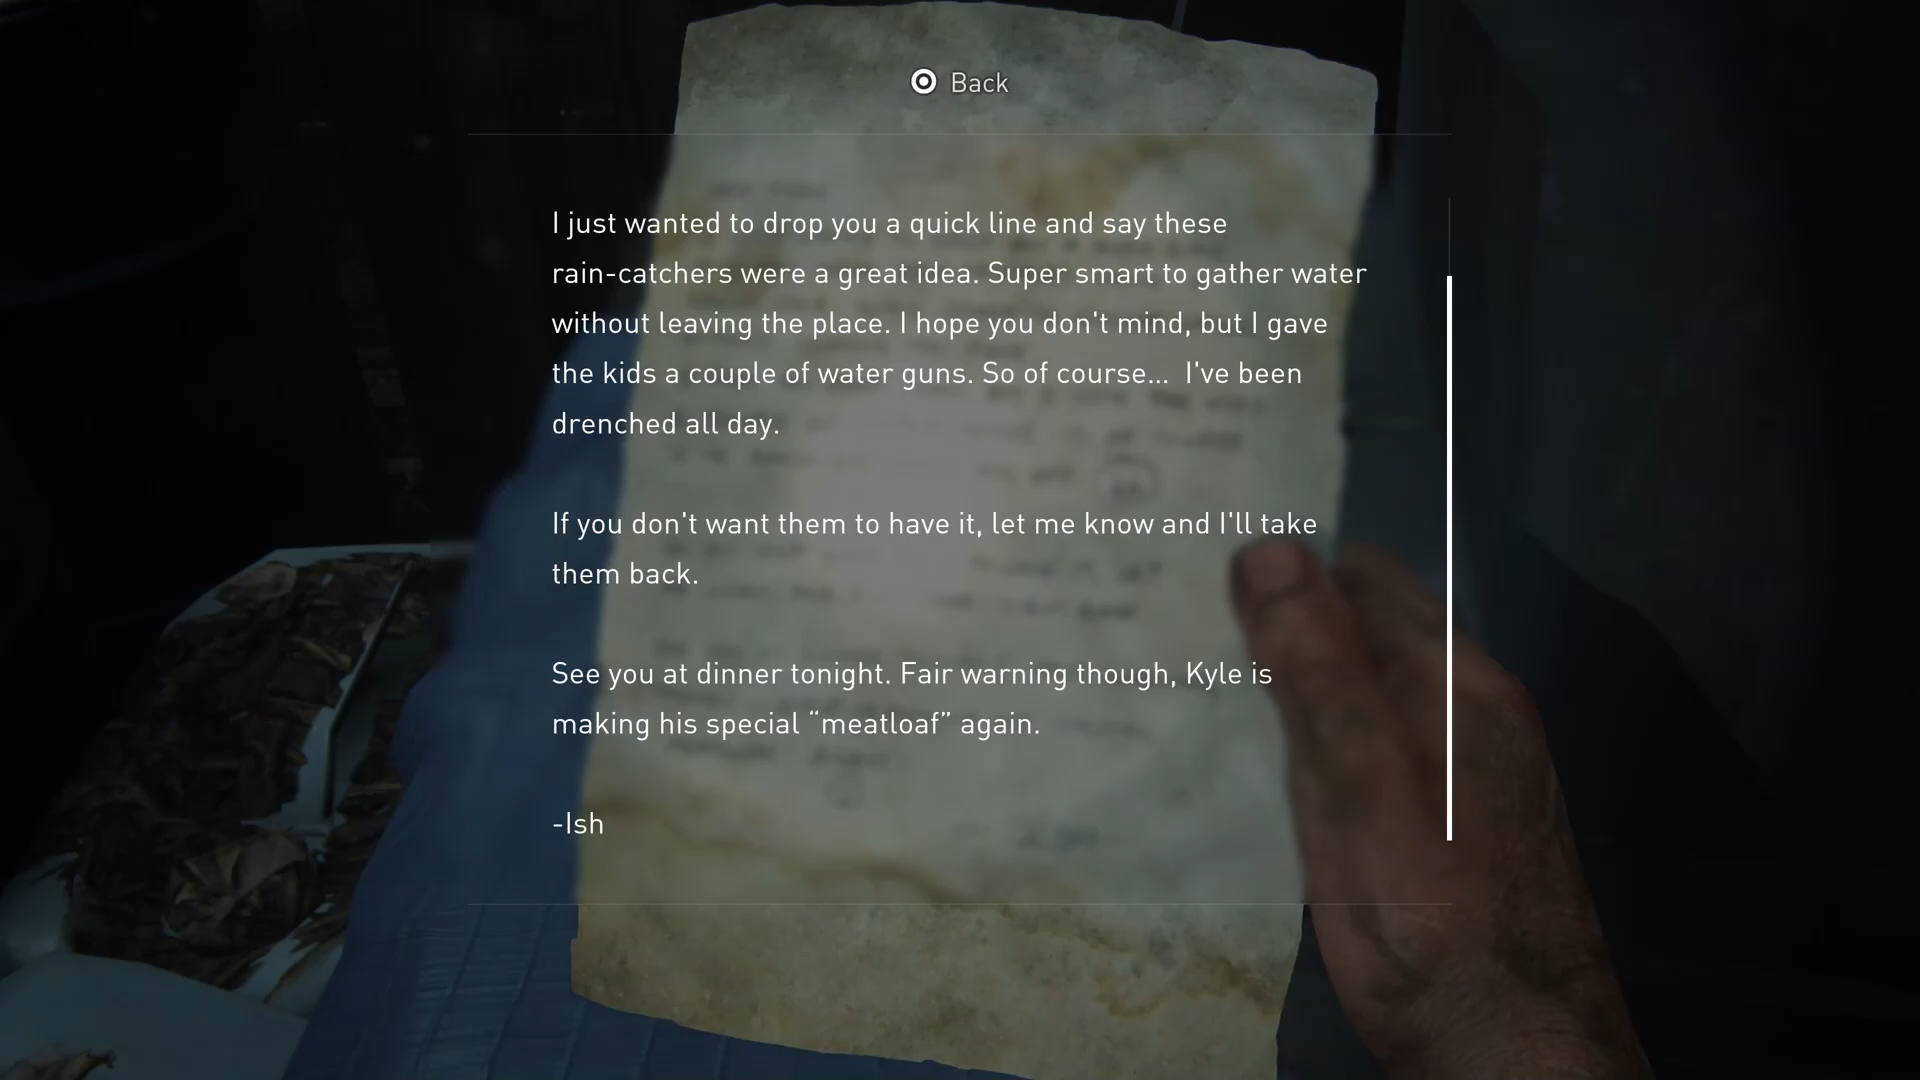 Back
I just wanted to drop you a quick line and say these
rain-catchers were a great idea. Super smart to gather water
without leaving the place. I hope you don't mind, but I gave
the kids a couple of water guns. So of course... I've been
drenched all day.
If you don't want them to have it, let me know and I'll take
them back.
See you at dinner tonight. Fair warning though, Kyle is
making his special “meatloaf” again.
-Ish